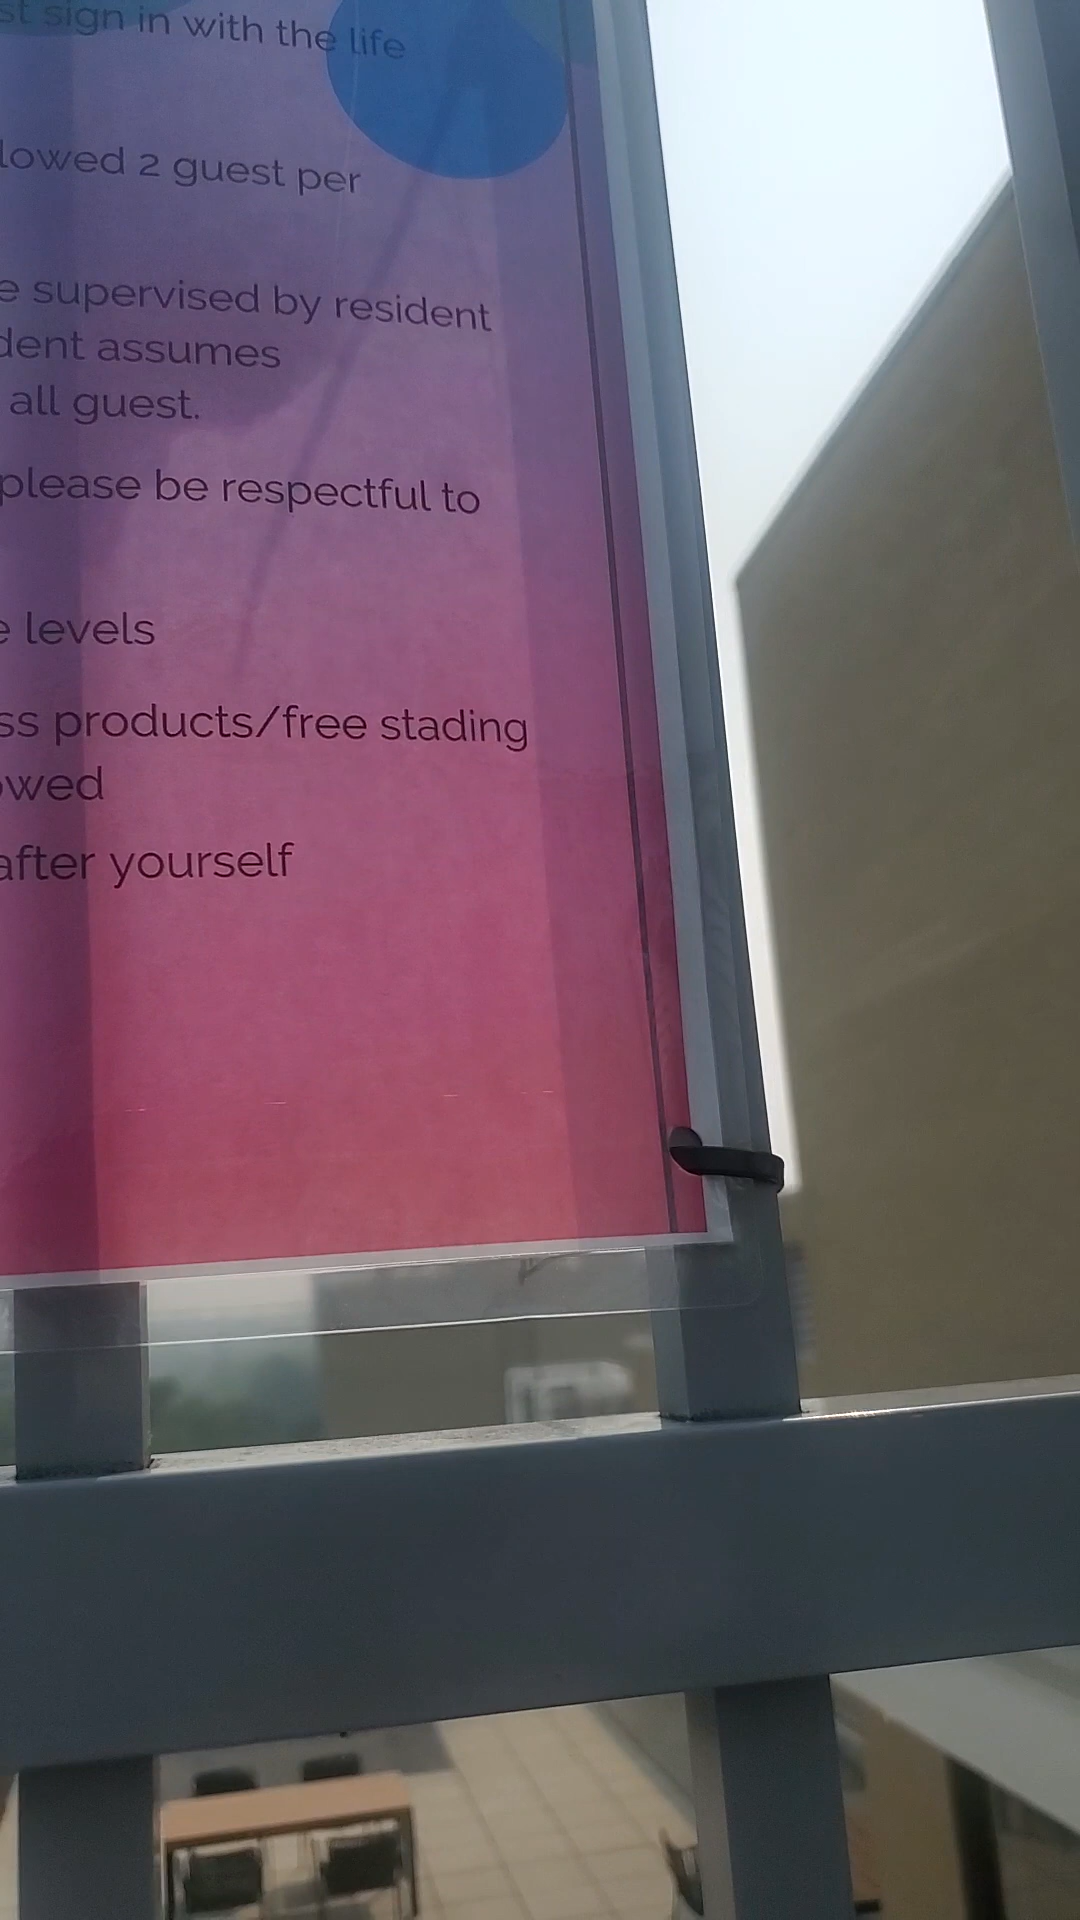 st sign in with the life
lowed 2 guest per
e supervised by resident
dent assumes
all guest.
please be respectful to
e levels
ss products/free stading
owed
after yourself